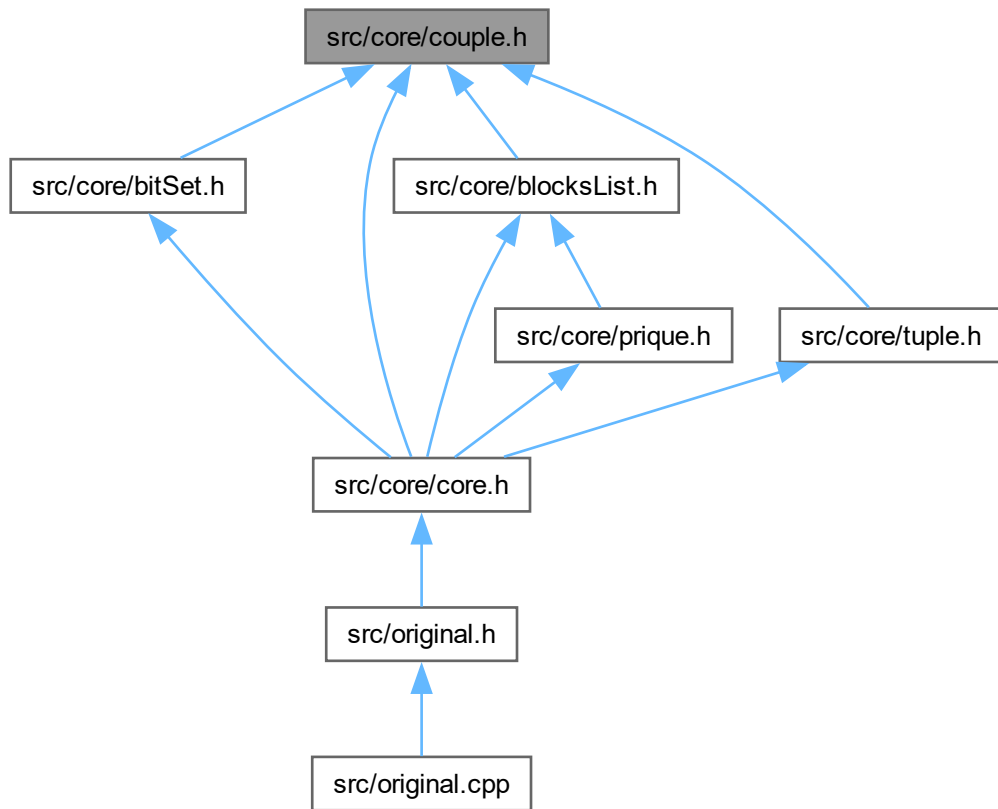 src/core/couple.h
src/core/bitSet.h
src/core/blocksList.h
src/core/prique.h
src/core/tuple.h
src/core/core.h
src/original.h
src/original.cpp